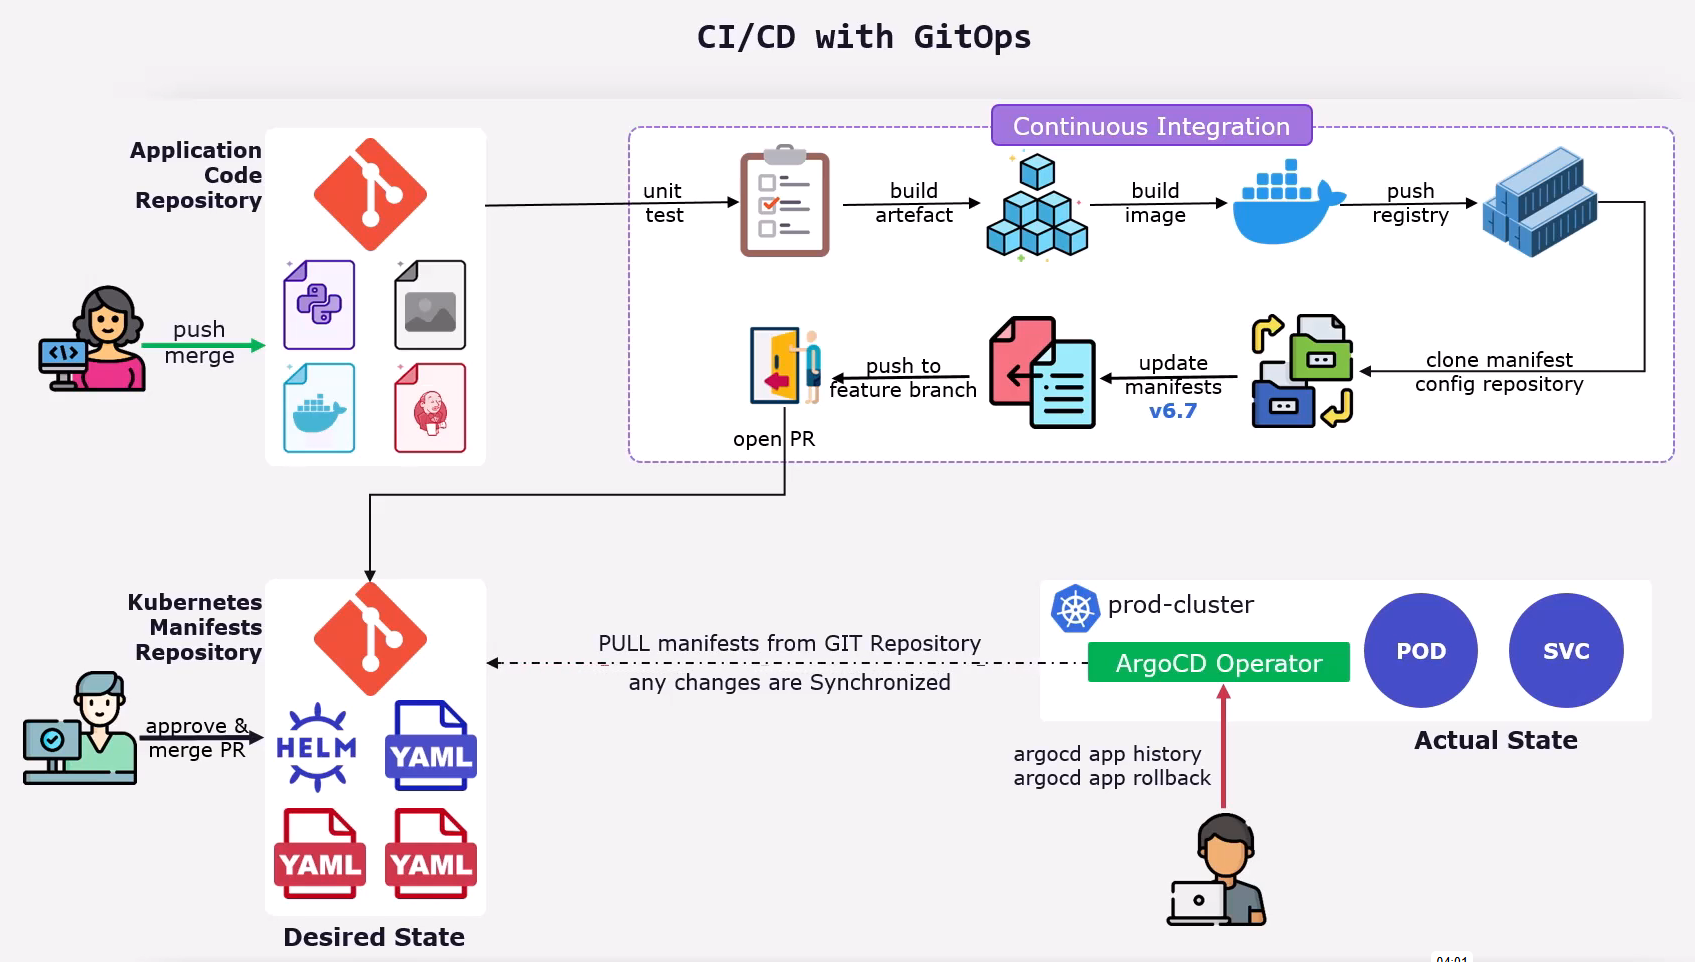 CI/CD with GitOps
Continuous Integration
Application
Code
Repository
push
merge
unit
test
build
artefact
build
image
push
registry
clone manifest
config repository
update
manifests
v6.7
push to
feature branch
open PR
Kubernetes
Manifests
Repository
approve &
merge PR
HELM
YAML
YAML
YAML
Desired State
PULL manifests from GIT Repository
any changes are Synchronized
prod-cluster
ArgoCD Operator
POD
SVC
Actual State
argocd app history
argocd app rollback